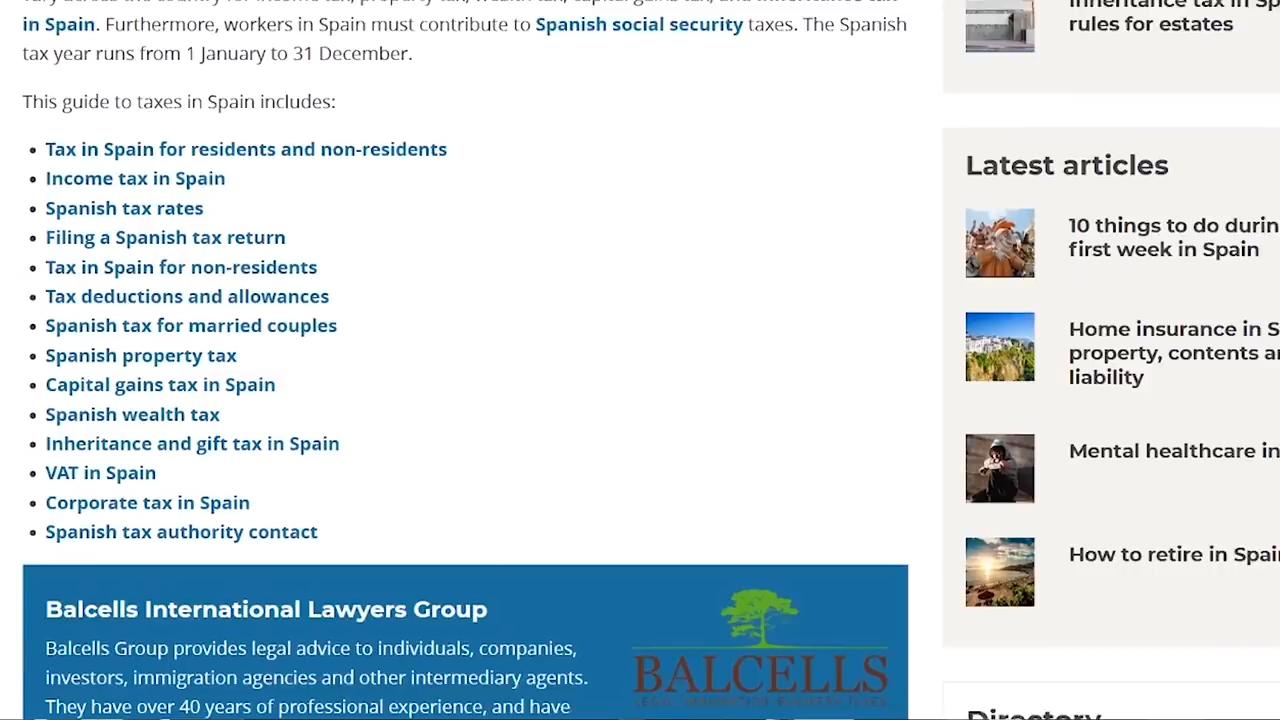 in Spain. Furthermore, workers in Spain must contribute to Spanish social security taxes. The Spanish
tax year runs from 1 January to 31 December.
This guide to taxes in Spain includes:
Tax in Spain for residents and non-residents
Income tax in Spain
Spanish tax rates
Filing a Spanish tax return
Tax in Spain for non-residents
Tax deductions and allowances
Spanish tax for married couples
Spanish property tax
Capital gains tax in Spain
Spanish wealth tax
Inheritance and gift tax in Spain
VAT in Spain
Corporate tax in Spain
Spanish tax authority contact
Balcells International Lawyers Group
Balcells Group provides legal advice to individuals, companies,
investors, immigration agencies and other intermediary agents.
They have over 40 years of professional experience, and have
BALCELLS
Inheritance tax in Sp
rules for estates
Latest articles
10 things to do durin
first week in Spain
Home insurance in S
property, contents a
liability
Mental healthcare in
How to retire in Spai
Directory